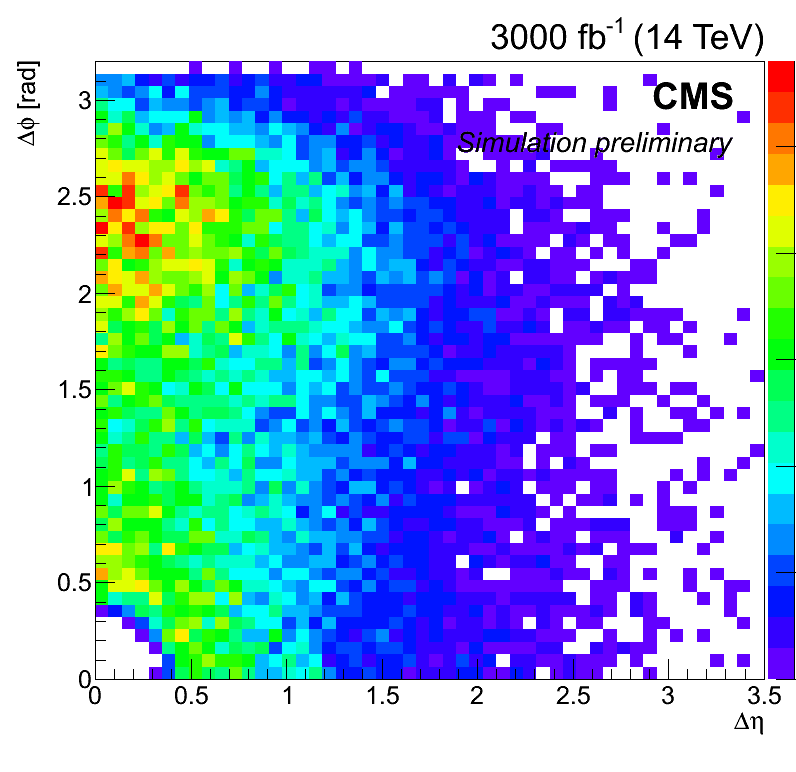 3000 fb⁻¹ (14 TeV)
CMS
Simulation preliminary
Δϕ [rad]
3
2.5
2
1.5
1
0.5
0
0 0.5 1 1.5 2 2.5 3 3.5
Δη